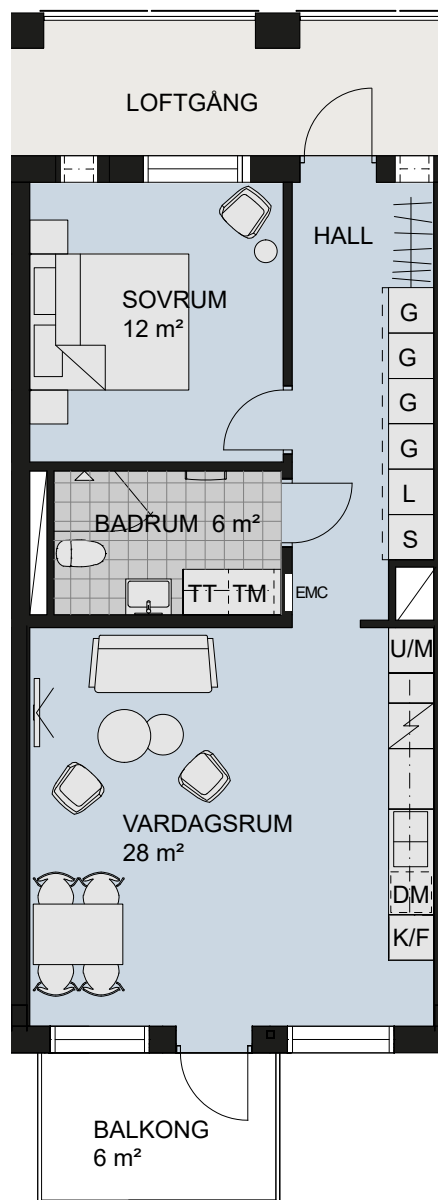 LOFTGÅNG
HALL
SOVRUM
12 m²
G
G
G
G
L
S
BADRUM 6 m²
TT TM
EMC
U/M
VARDAGSRUM
28 m²
DM
K/F
BALKONG
6 m²